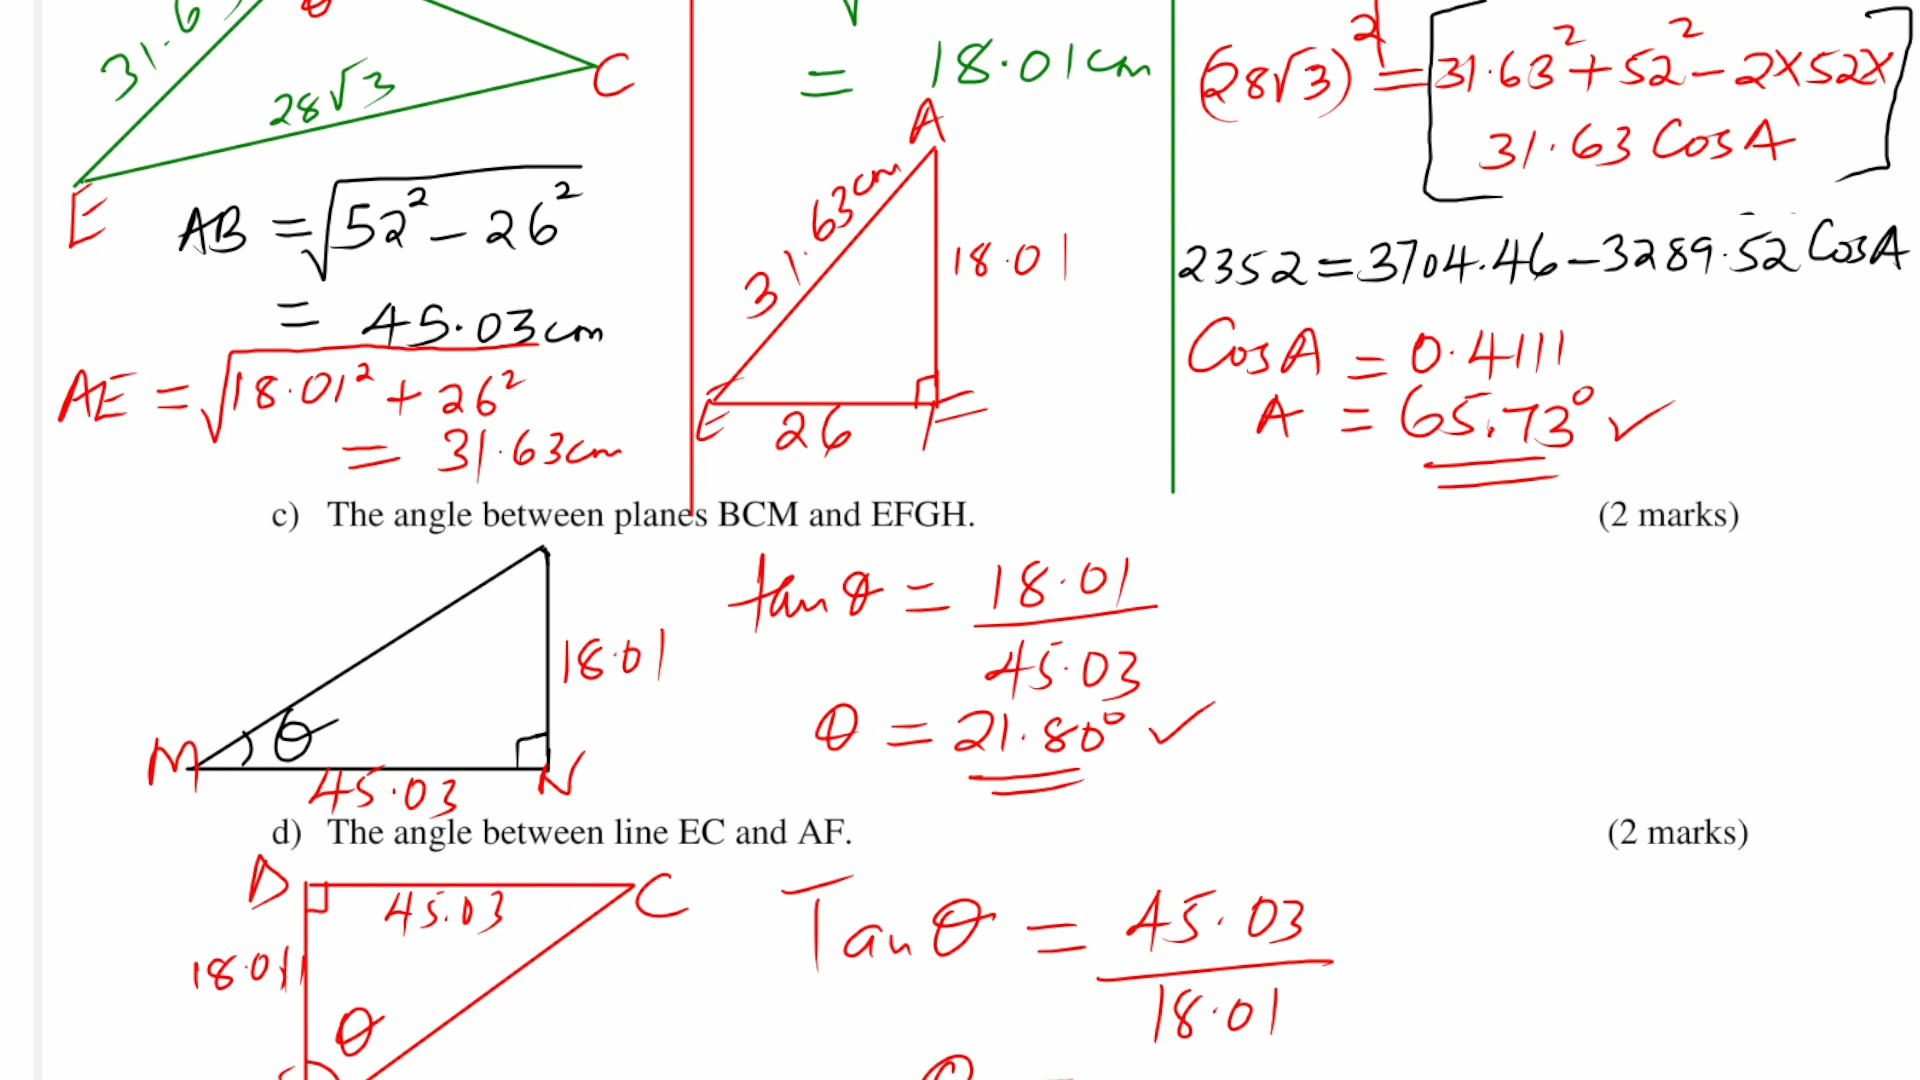 31.6
C
28√3
E
AB = √52² - 26²
= 45.03cm
AE = √18.01² + 26²
= 31.63cm
= 18.01cm
A
31.63cm
18.01
E 26 F
(28√3)² = [31.63² + 52² - 2×52×
31.63 Cos A]
2352 = 3704.46 - 3289.52 Cos A
Cos A = 0.4111
A = 65.73° ✓
c) The angle between planes BCM and EFGH. (2 marks)
18.01
θ
M 45.03 N
tan θ = 18.01
45.03
θ = 21.80° ✓
d) The angle between line EC and AF. (2 marks)
D 45.03 C
18.01
θ
Tan θ = 45.03
18.01